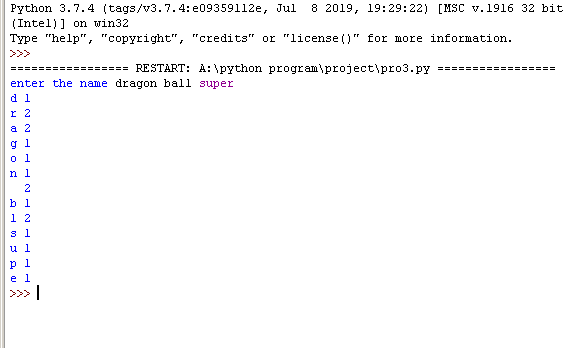 Python 3.7.4 (tags/v3.7.4:e09359112e, Jul  8 2019, 19:29:22) [MSC v.1916 32 bit
(Intel)] on win32
Type "help", "copyright", "credits" or "license()" for more information.
>>>
================ RESTART: A:\python program\project\pro3.py ================
enter the name dragon ball super
d 1
r 2
a 2
g 1
o 1
n 1
  2
b 1
l 2
s 1
u 1
p 1
e 1
>>>